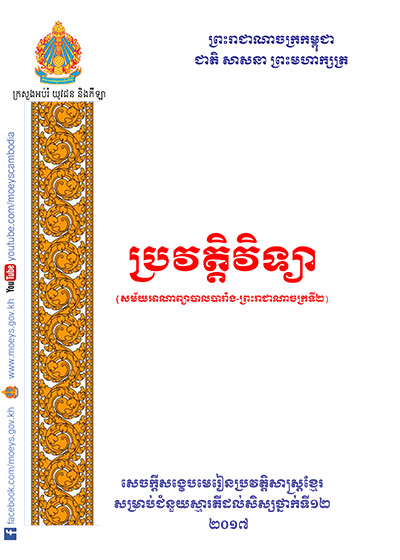 ព្រះរាជាណាចក្រកម្ពុជា
ជាតិ សាសនា ព្រះមហាក្សត្រ
ក្រសួងអប់រំ យុវជន និងកីឡា
ប្រវត្តិវិទ្យា
(សម័យអាណាព្យាបាលបារាំង-ព្រះរាជាណាចក្រទី២)
សេចក្តីសង្ខេបមេរៀនប្រវត្តិសាស្ត្រខ្មែរ
សម្រាប់ជំនួយស្មារតីដល់សិស្សថ្នាក់ទី១២
២០១៧
facebook.com/moeys.gov.kh www.moeys.gov.kh YouTube youtube.com/moeyscambodia